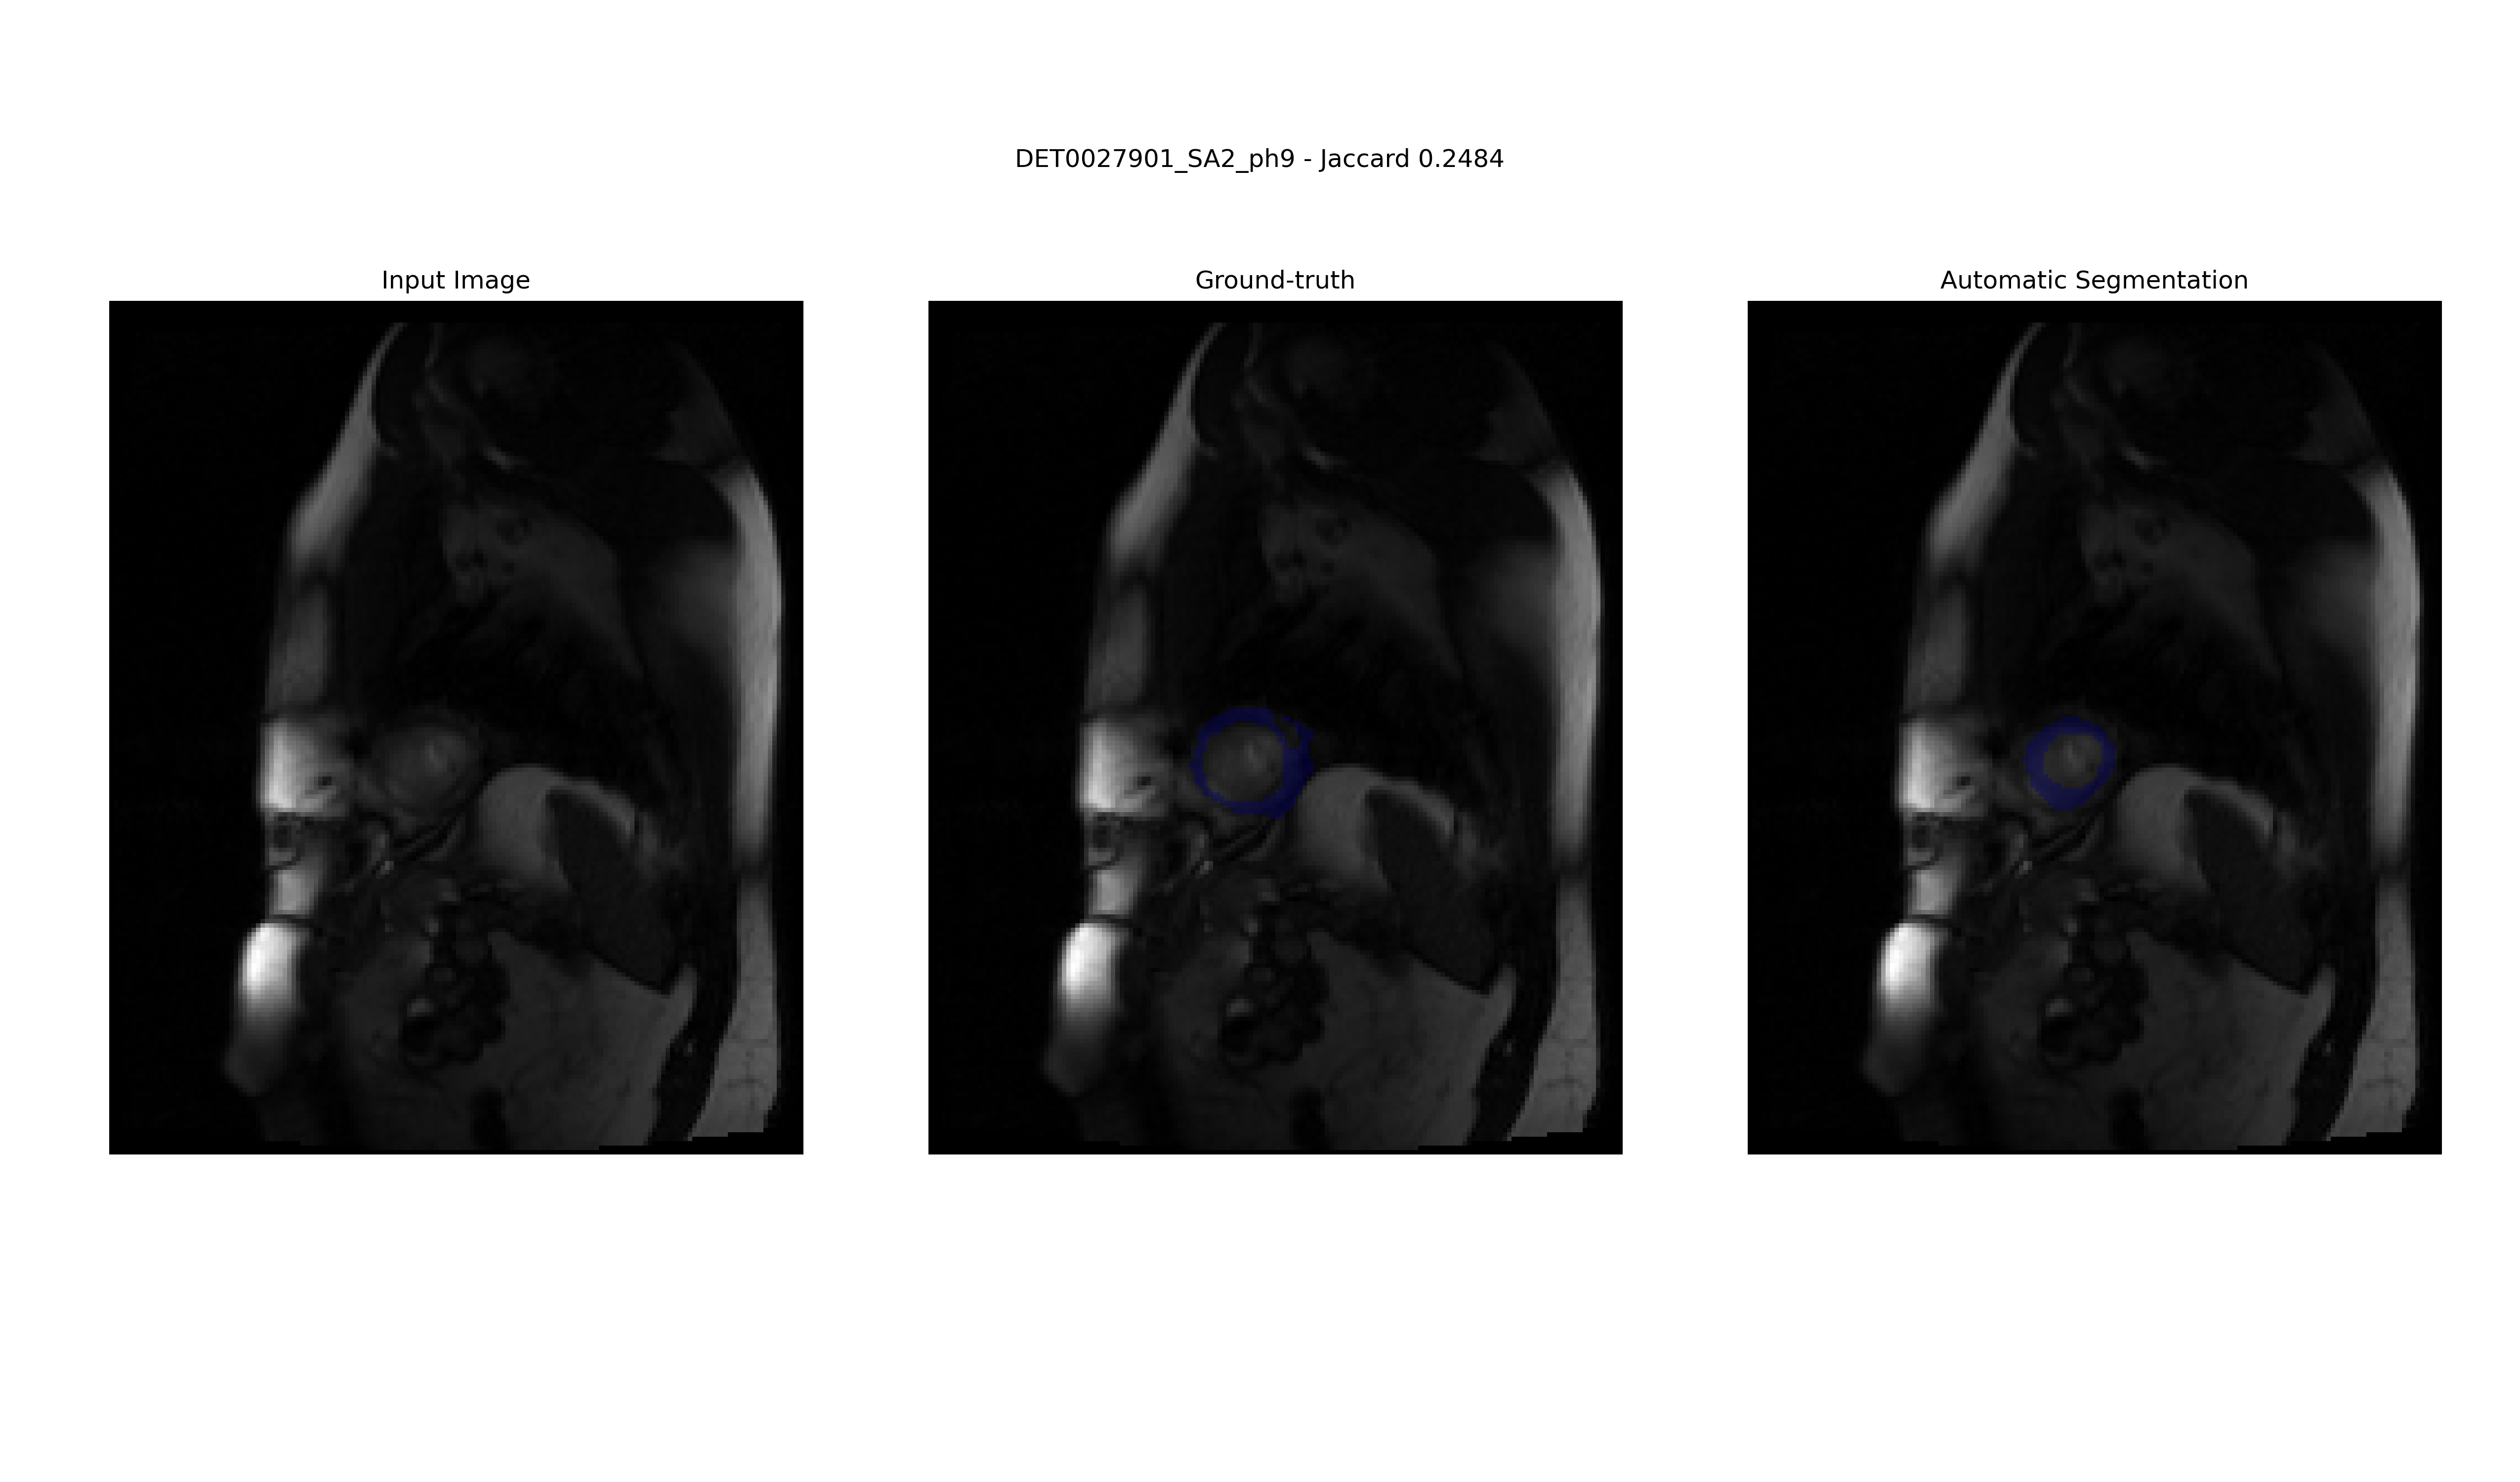 DET0027901_SA2_ph9 - Jaccard 0.2484
Input Image
Ground-truth
Automatic Segmentation